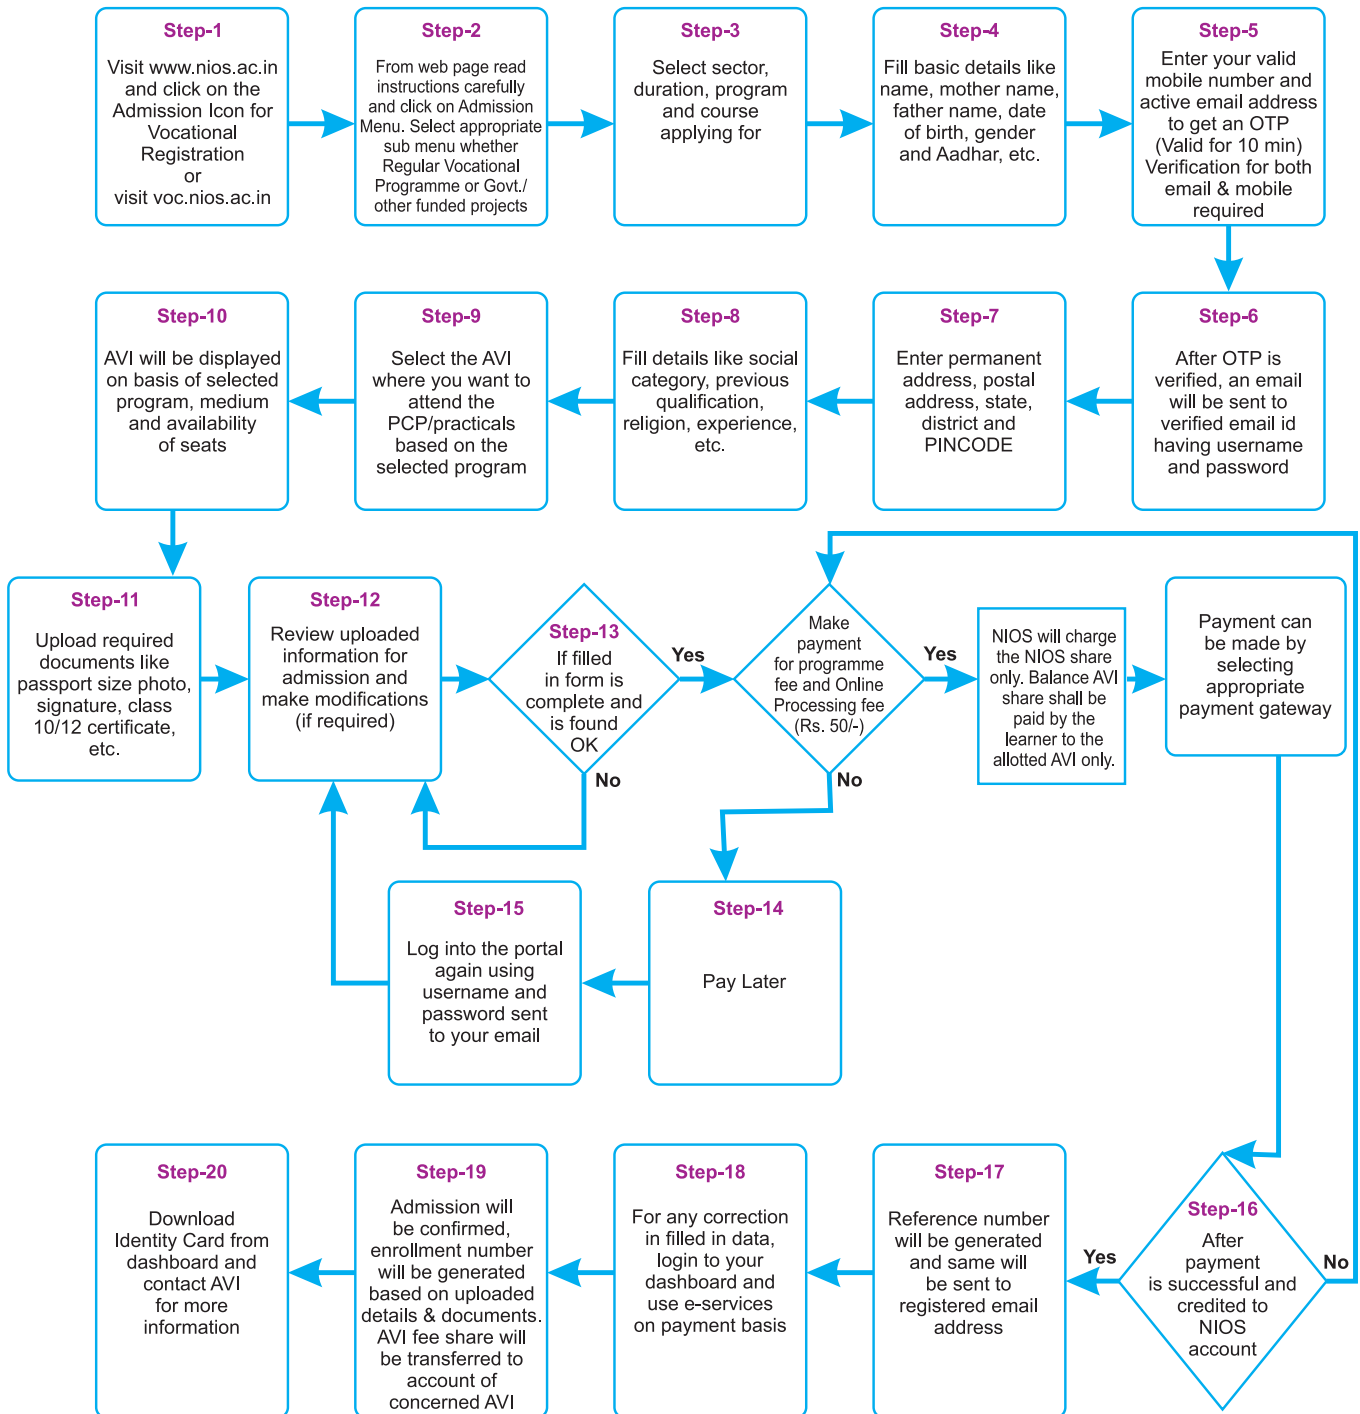 Step-1
Visit www.nios.ac.in
and click on the
Admission Icon for
Vocational
Registration
or
visit voc.nios.ac.in
Step-2
From web page read
instructions carefully
and click on Admission
Menu. Select appropriate
sub menu whether
Regular Vocational
Programme or Govt./
other funded projects
Step-3
Select sector,
duration, program
and course
applying for
Step-4
Fill basic details like
name, mother name,
father name, date
of birth, gender
and Aadhar, etc.
Step-5
Enter your valid
mobile number and
active email address
to get an OTP
(Valid for 10 min)
Verification for both
email & mobile
required
Step-6
After OTP is
verified, an email
will be sent to
verified email id
having username
and password
Step-7
Enter permanent
address, postal
address, state,
district and
PINCODE
Step-8
Fill details like social
category, previous
qualification,
religion, experience,
etc.
Step-9
Select the AVI
where you want to
attend the
PCP/practicals
based on the
selected program
Step-10
AVI will be displayed
on basis of selected
program, medium
and availability
of seats
Step-11
Upload required
documents like
passport size photo,
signature, class
10/12 certificate,
etc.
Step-12
Review uploaded
information for
admission and
make modifications
(if required)
Step-13
If filled
in form is
complete and
is found
OK
Yes
No
Make
payment
for programme
fee and Online
Processing fee
(Rs. 50/-)
Yes
No
NIOS will charge
the NIOS share
only. Balance AVI
share shall be
paid by the
learner to the
allotted AVI only.
Payment can
be made by
selecting
appropriate
payment gateway
Step-14
Pay Later
Step-15
Log into the portal
again using
username and
password sent
to your email
Step-16
After
payment
is successful and
credited to
NIOS
account
Yes
No
Step-17
Reference number
will be generated
and same will
be sent to
registered email
address
Step-18
For any correction
in filled in data,
login to your
dashboard and
use e-services
on payment basis
Step-19
Admission will
be confirmed,
enrollment number
will be generated
based on uploaded
details & documents.
AVI fee share will
be transferred to
account of
concerned AVI
Step-20
Download
Identity Card from
dashboard and
contact AVI
for more
information